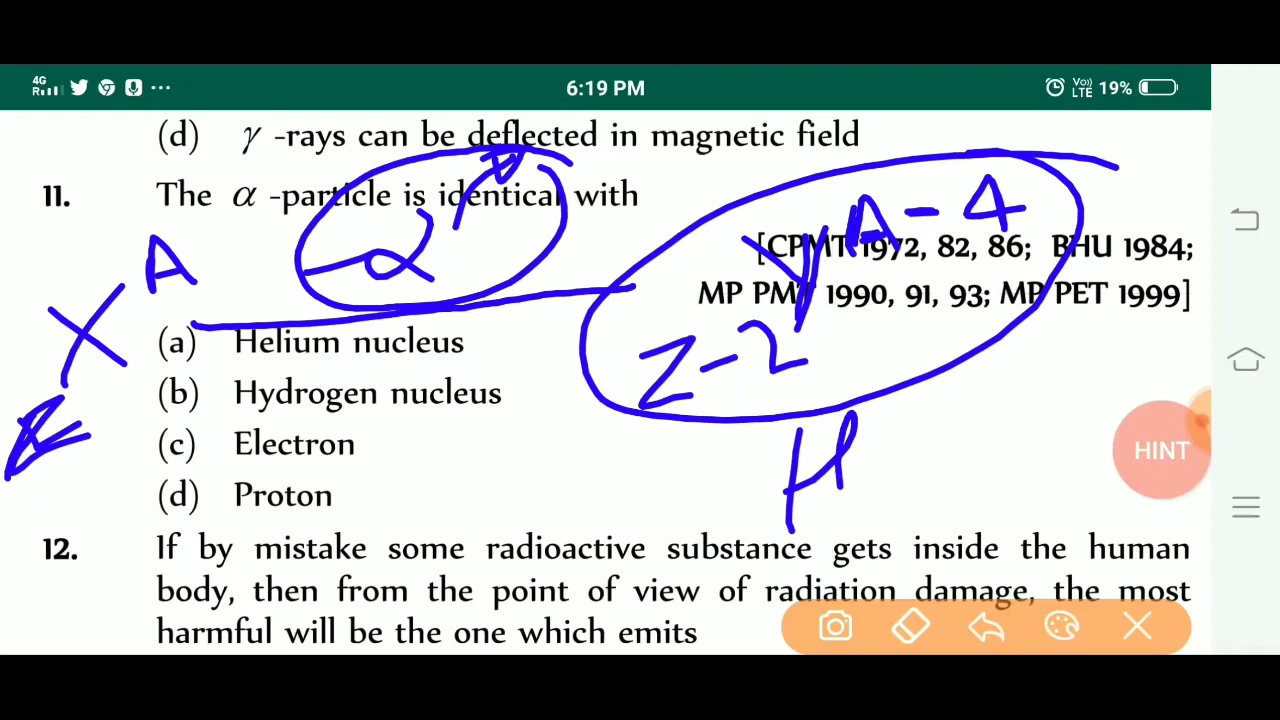 4G
R
6:19 PM
Vo))
LTE
19%
(d) γ -rays can be deflected in magnetic field
11. The α -particle is identical with
[CPMT 1972, 82, 86; BHU 1984;
MP PMT 1990, 91, 93; MP PET 1999]
A
X
Z
α
A-4
Y
Z-2
(a) Helium nucleus
(b) Hydrogen nucleus
(c) Electron
(d) Proton
H
HINT
12. If by mistake some radioactive substance gets inside the human
body, then from the point of view of radiation damage, the most
harmful will be the one which emits